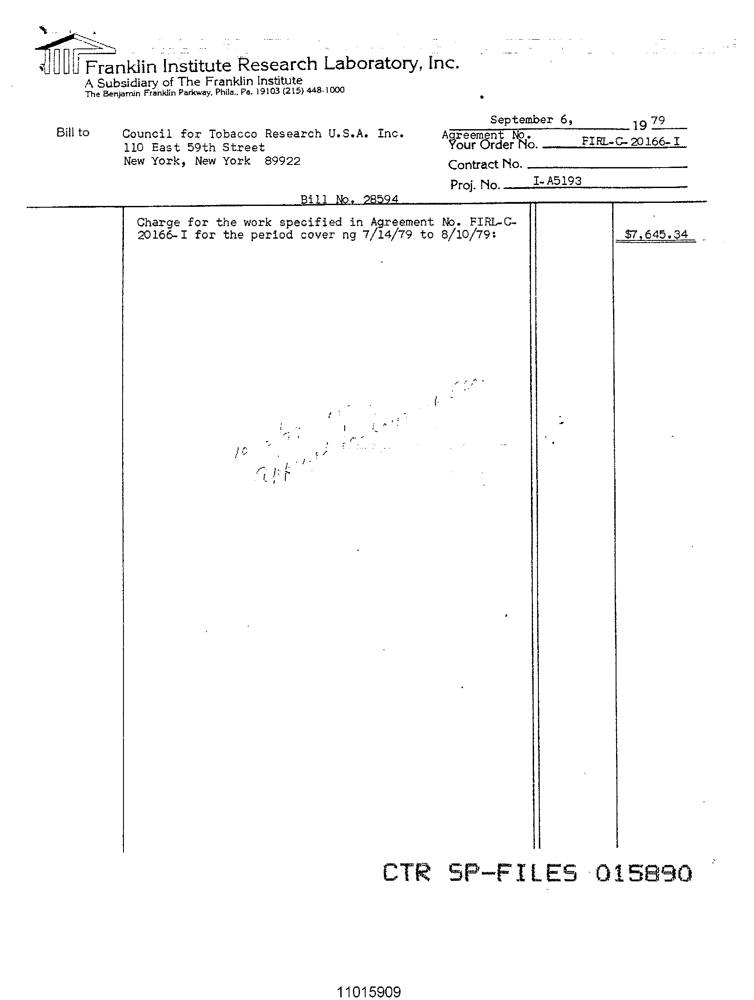 Franklin Institute Research Laboratory, Inc.
A Subsidiary of The Franklin Institute
The Benjamin Franklin Parkway, Phila., Pa. 19103 (215) 448-1000
September 6, 19 79
Bill to
Council for Tobacco Research U.S.A. Inc.
110 East 59th Street
New York, New York 89922
Agreement No.
Your Order No. FIRL-C-20166-I
Contract No.
Proj. No. I-A5193
Bill No. 28594
Charge for the work specified in Agreement No. FIRL-C-
20166-I for the period cover ng 7/14/79 to 8/10/79: $7,645.34
CTR SP-FILES 015890
11015909